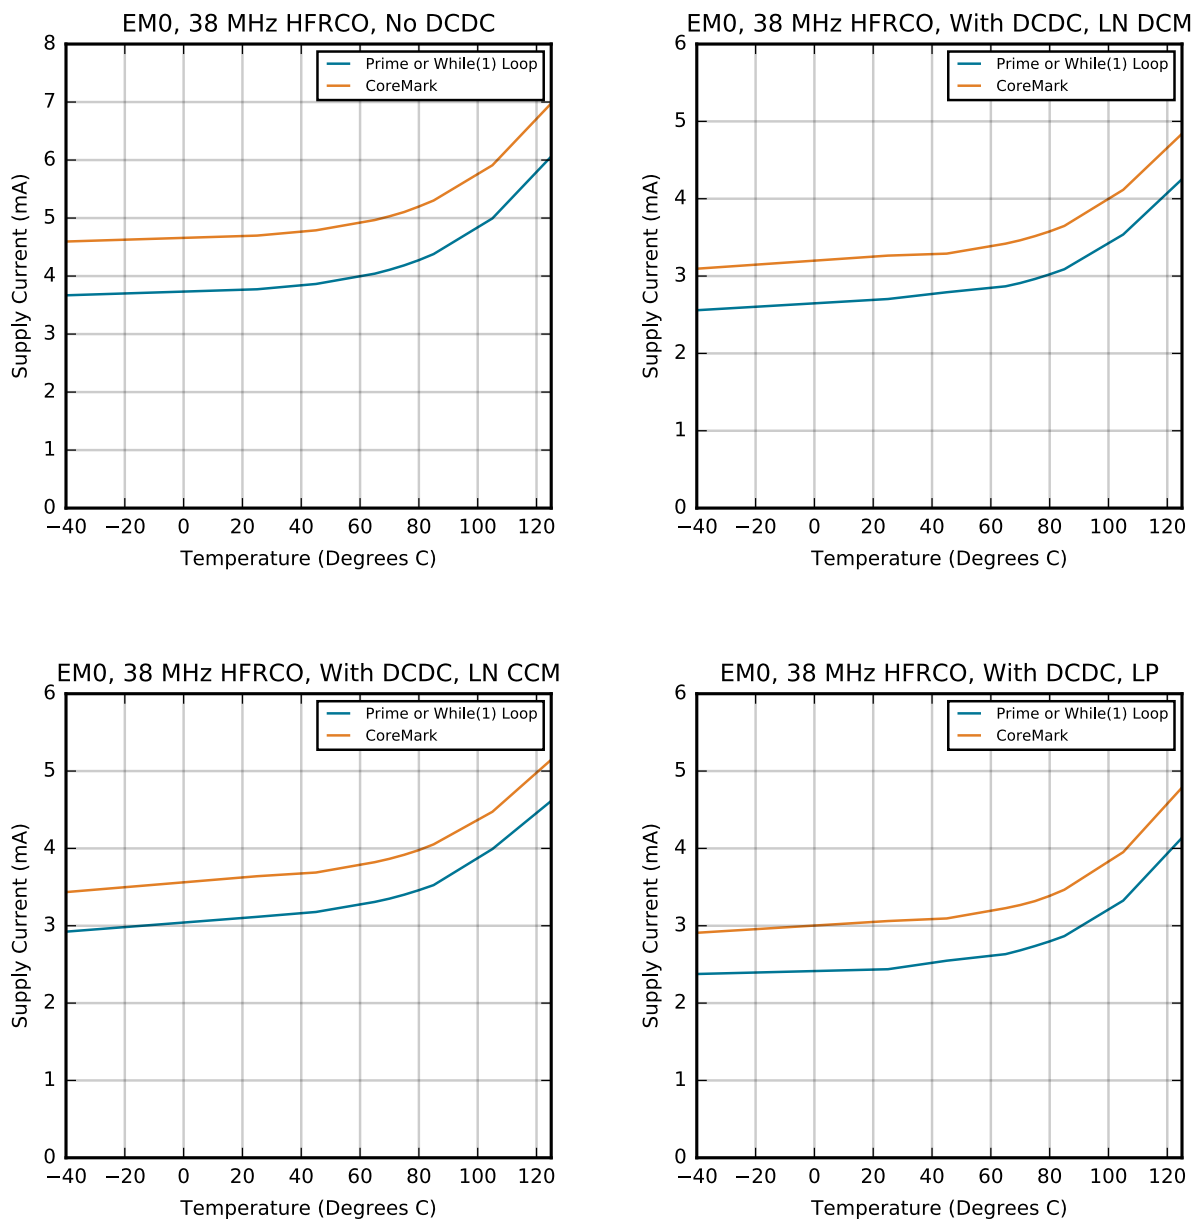 EM0, 38 MHz HFRCO, No DCDC
Prime or While(1) Loop
CoreMark
Supply Current (mA)
8
7
6
5
4
3
2
1
0
−40 −20 0 20 40 60 80 100 120
Temperature (Degrees C)
EM0, 38 MHz HFRCO, With DCDC, LN DCM
Prime or While(1) Loop
CoreMark
Supply Current (mA)
6
5
4
3
2
1
0
−40 −20 0 20 40 60 80 100 120
Temperature (Degrees C)
EM0, 38 MHz HFRCO, With DCDC, LN CCM
Prime or While(1) Loop
CoreMark
Supply Current (mA)
6
5
4
3
2
1
0
−40 −20 0 20 40 60 80 100 120
Temperature (Degrees C)
EM0, 38 MHz HFRCO, With DCDC, LP
Prime or While(1) Loop
CoreMark
Supply Current (mA)
6
5
4
3
2
1
0
−40 −20 0 20 40 60 80 100 120
Temperature (Degrees C)